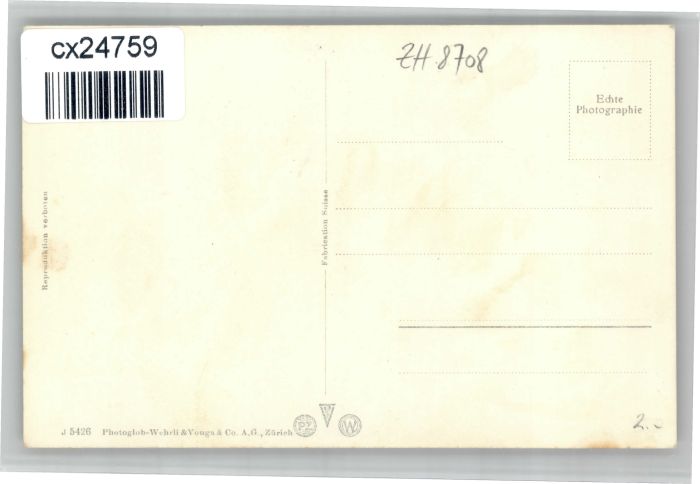 cx24759
ZH 8708
Echte
Photographie
Reproduktion verboten
Fabrication Suisse
J 5426 Photoglob-Wehrli & Vouga & Co. A.G., Zürich
2.-